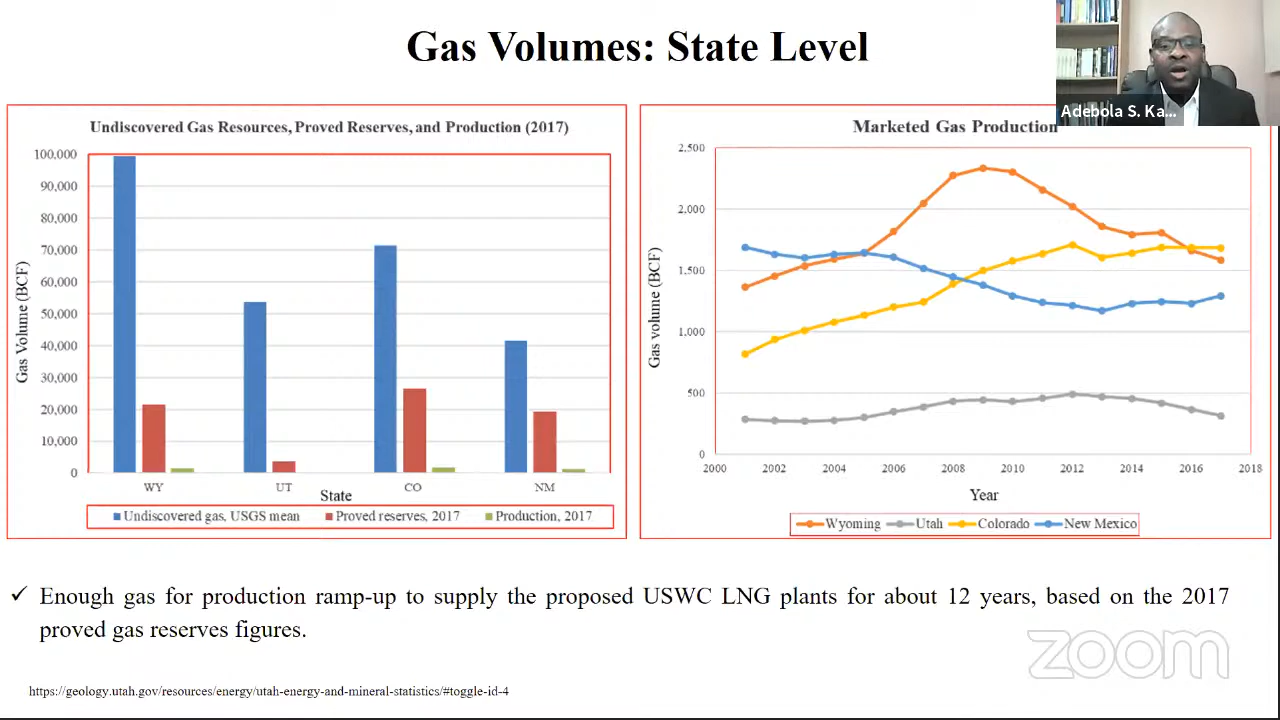 Gas Volumes: State Level
Adebola S. Ka...
Undiscovered Gas Resources, Proved Reserves, and Production (2017)
100,000
90,000
80,000
70,000
60,000
50,000
40,000
30,000
20,000
10,000
0
Gas Volume (BCF)
WY UT CO NM
State
Undiscovered gas, USGS mean Proved reserves, 2017 Production, 2017
Marketed Gas Production
2,500
2,000
1,500
1,000
500
0
Gas volume (BCF)
2000 2002 2004 2006 2008 2010 2012 2014 2016 2018
Year
Wyoming Utah Colorado New Mexico
✓ Enough gas for production ramp-up to supply the proposed USWC LNG plants for about 12 years, based on the 2017
proved gas reserves figures.
zoom
https://geology.utah.gov/resources/energy/utah-energy-and-mineral-statistics/#toggle-id-4